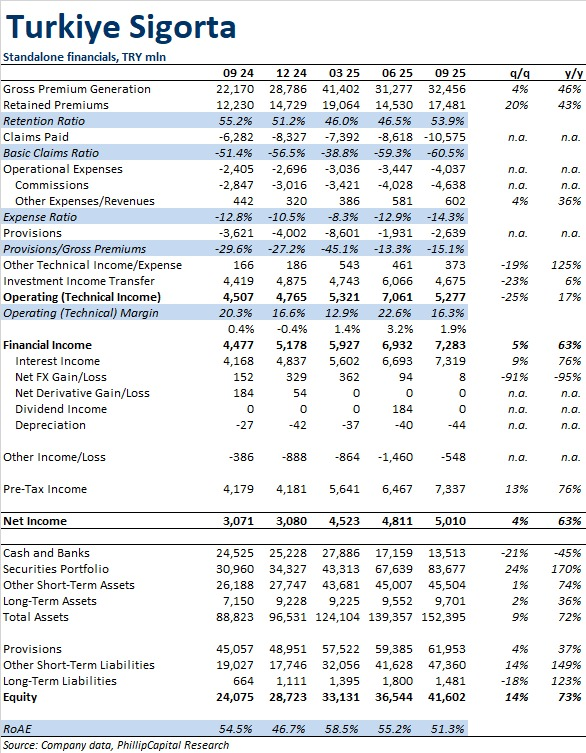 Turkiye Sigorta
Standalone financials, TRY mln
09 24 12 24 03 25 06 25 09 25 q/q y/y
Gross Premium Generation 22,170 28,786 41,402 31,277 32,456 4% 46%
Retained Premiums 12,230 14,729 19,064 14,530 17,481 20% 43%
Retention Ratio 55.2% 51.2% 46.0% 46.5% 53.9%
Claims Paid -6,282 -8,327 -7,392 -8,618 -10,575 n.a. n.a.
Basic Claims Ratio -51.4% -56.5% -38.8% -59.3% -60.5%
Operational Expenses -2,405 -2,696 -3,036 -3,447 -4,037 n.a. n.a.
Commissions -2,847 -3,016 -3,421 -4,028 -4,638 n.a. n.a.
Other Expenses/Revenues 442 320 386 581 602 4% 36%
Expense Ratio -12.8% -10.5% -8.3% -12.9% -14.3%
Provisions -3,621 -4,002 -8,601 -1,931 -2,639 n.a. n.a.
Provisions/Gross Premiums -29.6% -27.2% -45.1% -13.3% -15.1%
Other Technical Income/Expense 166 186 543 461 373 -19% 125%
Investment Income Transfer 4,419 4,875 4,743 6,066 4,675 -23% 6%
Operating (Technical Income) 4,507 4,765 5,321 7,061 5,277 -25% 17%
Operating (Technical) Margin 20.3% 16.6% 12.9% 22.6% 16.3%
0.4% -0.4% 1.4% 3.2% 1.9%
Financial Income 4,477 5,178 5,927 6,932 7,283 5% 63%
Interest Income 4,168 4,837 5,602 6,693 7,319 9% 76%
Net FX Gain/Loss 152 329 362 94 8 -91% -95%
Net Derivative Gain/Loss 184 54 0 0 0 n.a. n.a.
Dividend Income 0 0 0 184 0 n.a. n.a.
Depreciation -27 -42 -37 -40 -44 n.a. n.a.
Other Income/Loss -386 -888 -864 -1,460 -548 n.a. n.a.
Pre-Tax Income 4,179 4,181 5,641 6,467 7,337 13% 76%
Net Income 3,071 3,080 4,523 4,811 5,010 4% 63%
Cash and Banks 24,525 25,228 27,886 17,159 13,513 -21% -45%
Securities Portfolio 30,960 34,327 43,313 67,639 83,677 24% 170%
Other Short-Term Assets 26,188 27,747 43,681 45,007 45,504 1% 74%
Long-Term Assets 7,150 9,228 9,225 9,552 9,701 2% 36%
Total Assets 88,823 96,531 124,104 139,357 152,395 9% 72%
Provisions 45,057 48,951 57,522 59,385 61,953 4% 37%
Other Short-Term Liabilities 19,027 17,746 32,056 41,628 47,360 14% 149%
Long-Term Liabilities 664 1,111 1,395 1,800 1,481 -18% 123%
Equity 24,075 28,723 33,131 36,544 41,602 14% 73%
RoAE 54.5% 46.7% 58.5% 55.2% 51.3%
Source: Company data, PhillipCapital Research